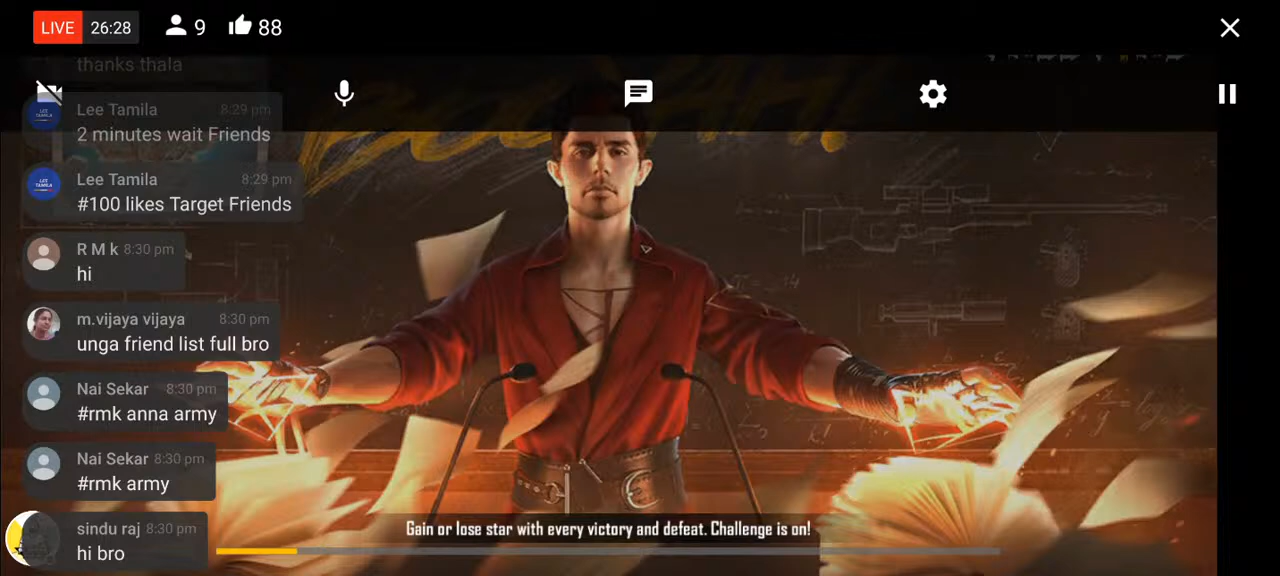 LIVE 26:28 9 88
thanks thala
Lee Tamila 8:29 pm
2 minutes wait Friends
Lee Tamila 8:29 pm
#100 likes Target Friends
R M k 8:30 pm
hi
m.vijaya vijaya 8:30 pm
unga friend list full bro
Nai Sekar 8:30 pm
#rmk anna army
Nai Sekar 8:30 pm
#rmk army
sindu raj 8:30 pm
hi bro
Gain or lose star with every victory and defeat. Challenge is on!